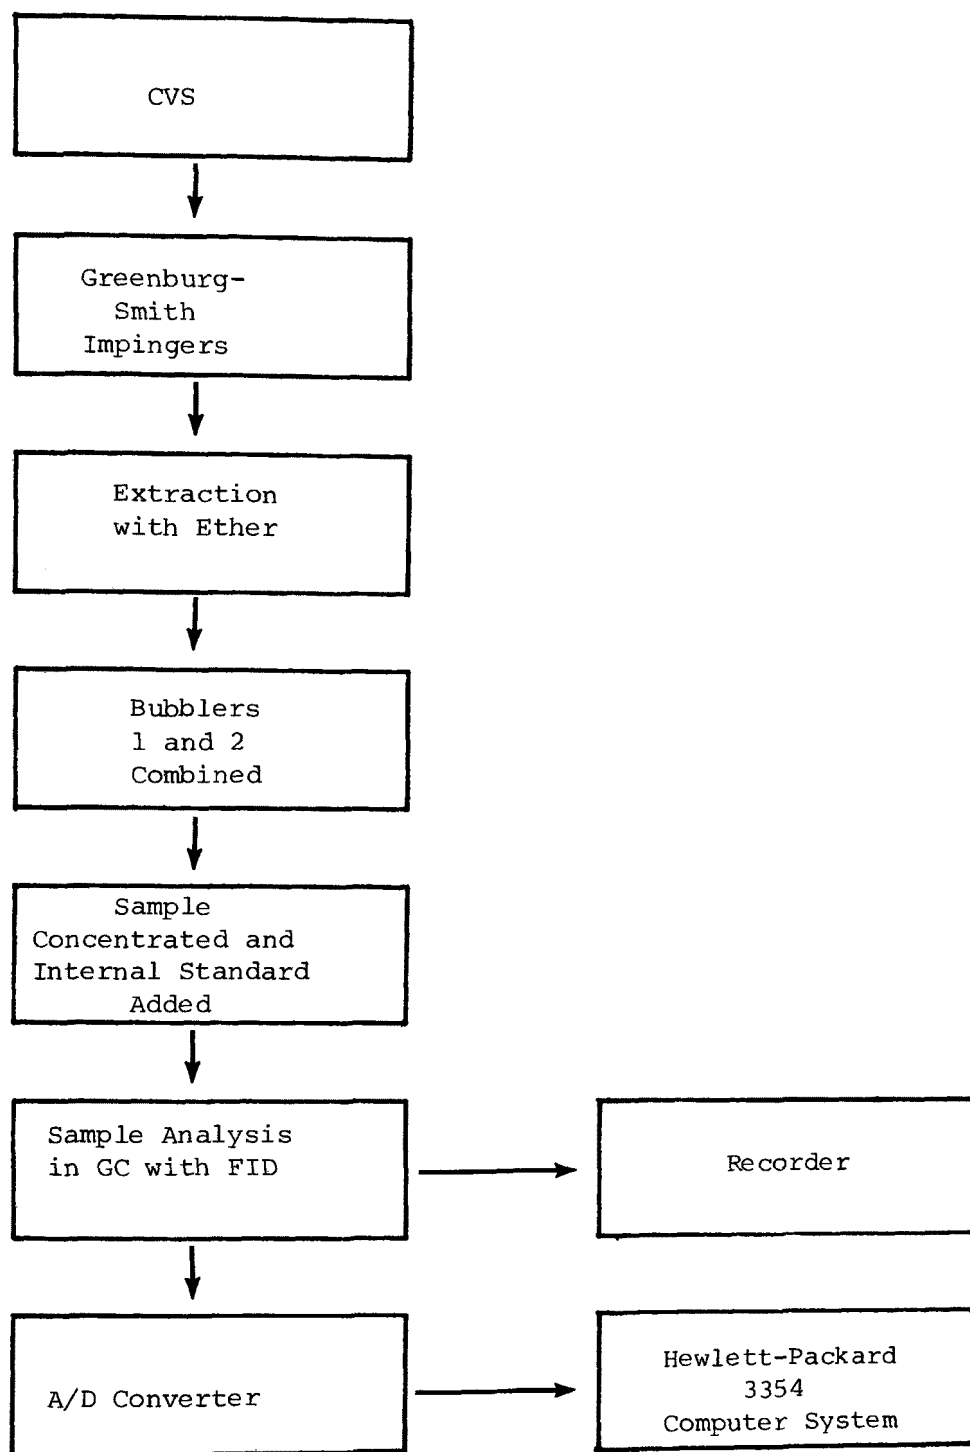 CVS
Greenburg-
Smith
Impingers
Extraction
with Ether
Bubblers
1 and 2
Combined
Sample
Concentrated and
Internal Standard
Added
Sample Analysis
in GC with FID
Recorder
A/D Converter
Hewlett-Packard
3354
Computer System